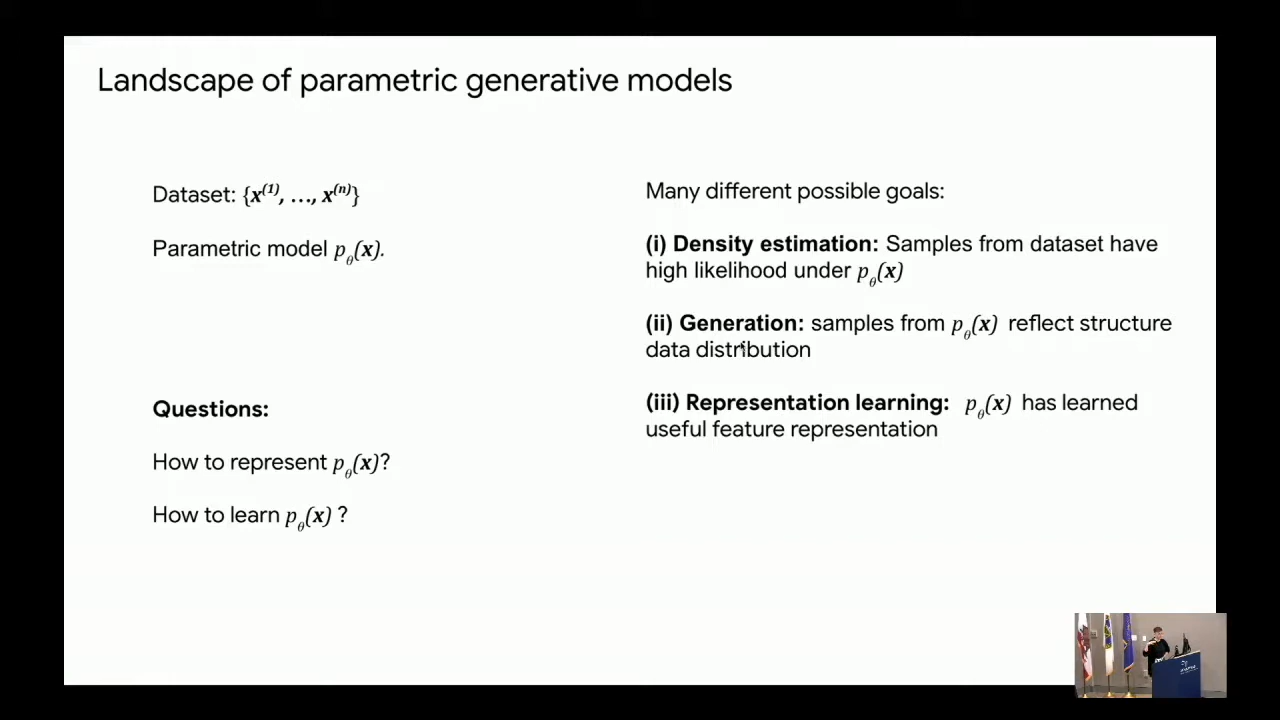 Landscape of parametric generative models
Dataset: {x⁽¹⁾, …, x⁽ⁿ⁾}
Parametric model p_θ(x).
Questions:
How to represent p_θ(x)?
How to learn p_θ(x) ?
Many different possible goals:
(i) Density estimation: Samples from dataset have
high likelihood under p_θ(x)
(ii) Generation: samples from p_θ(x) reflect structure
data distribution
(iii) Representation learning: p_θ(x) has learned
useful feature representation